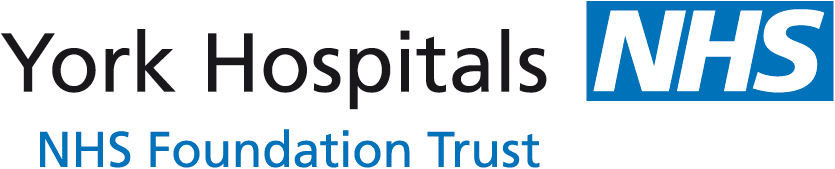 York Hospitals NHS
NHS Foundation Trust